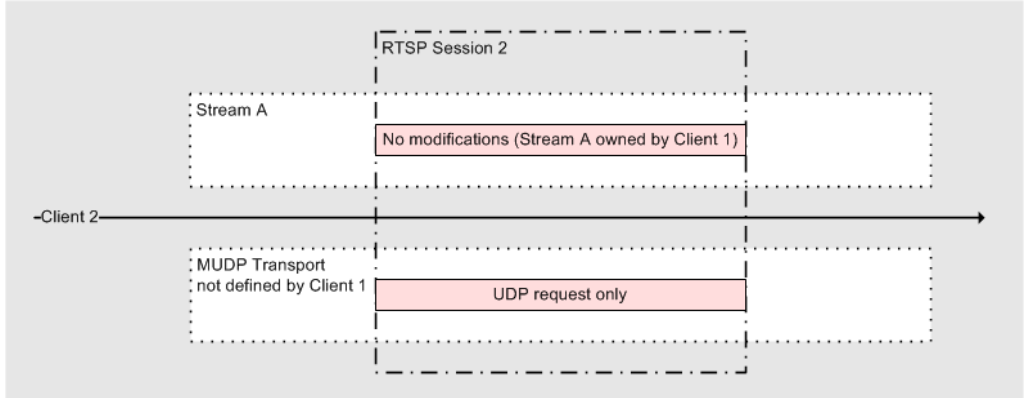 RTSP Session 2
Stream A
No modifications (Stream A owned by Client 1)
Client 2
MUDP Transport
not defined by Client 1
UDP request only